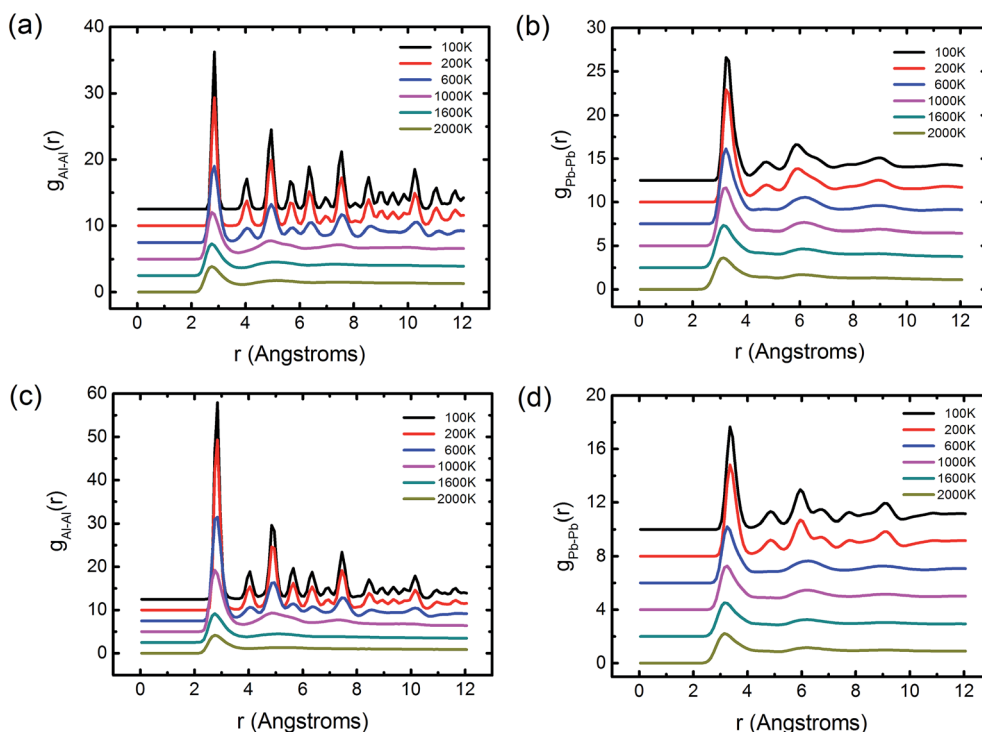 (a)
40
30
20
10
0
g_Al-Al(r)
100K
200K
600K
1000K
1600K
2000K
0 2 4 6 8 10 12
r (Angstroms)
(b)
30
25
20
15
10
5
0
g_Pb-Pb(r)
100K
200K
600K
1000K
1600K
2000K
0 2 4 6 8 10 12
r (Angstroms)
(c)
60
50
40
30
20
10
0
g_Al-Al(r)
100K
200K
600K
1000K
1600K
2000K
0 2 4 6 8 10 12
r (Angstroms)
(d)
20
16
12
8
4
0
g_Pb-Pb(r)
100K
200K
600K
1000K
1600K
2000K
0 2 4 6 8 10 12
r (Angstroms)